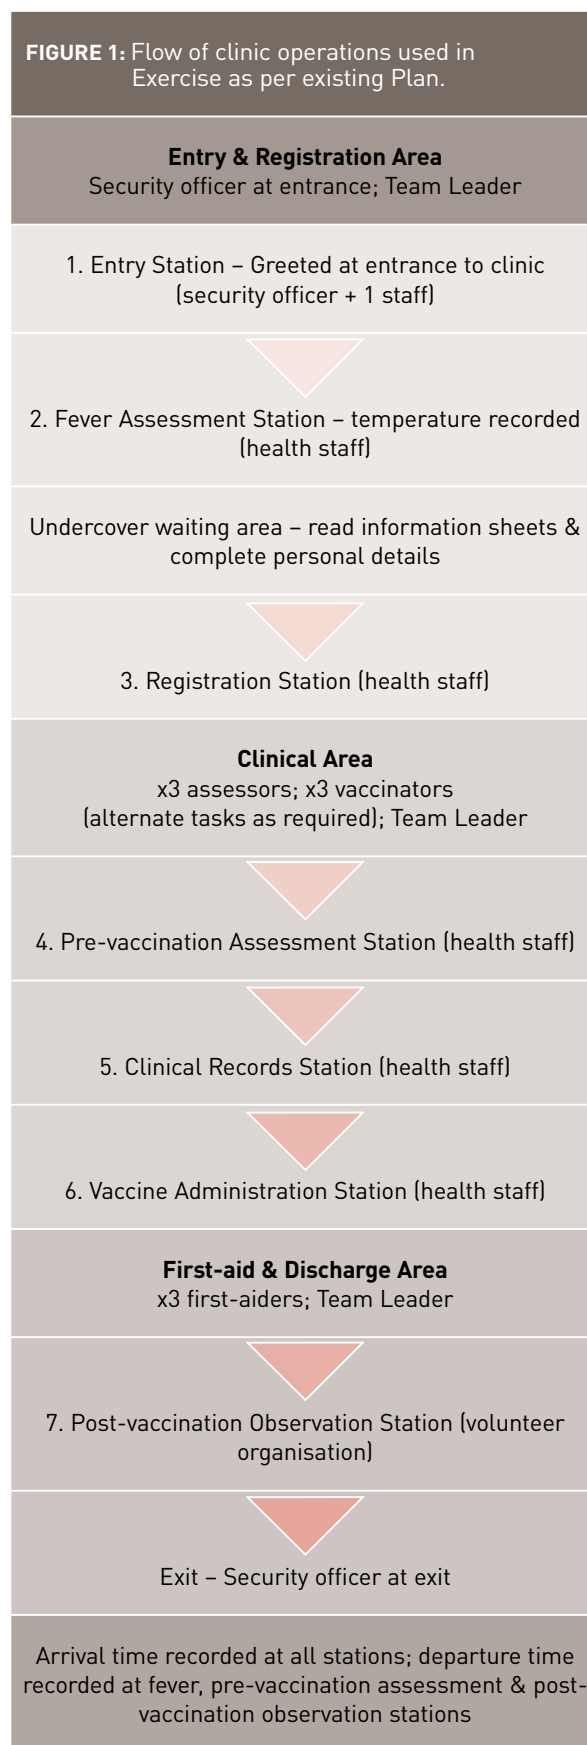 FIGURE 1: Flow of clinic operations used in
Exercise as per existing Plan.
Entry & Registration Area
Security officer at entrance; Team Leader
1. Entry Station – Greeted at entrance to clinic
(security officer + 1 staff)
2. Fever Assessment Station – temperature recorded
(health staff)
Undercover waiting area – read information sheets &
complete personal details
3. Registration Station (health staff)
Clinical Area
x3 assessors; x3 vaccinators
(alternate tasks as required); Team Leader
4. Pre-vaccination Assessment Station (health staff)
5. Clinical Records Station (health staff)
6. Vaccine Administration Station (health staff)
First-aid & Discharge Area
x3 first-aiders; Team Leader
7. Post-vaccination Observation Station (volunteer
organisation)
Exit – Security officer at exit
Arrival time recorded at all stations; departure time
recorded at fever, pre-vaccination assessment & post-
vaccination observation stations